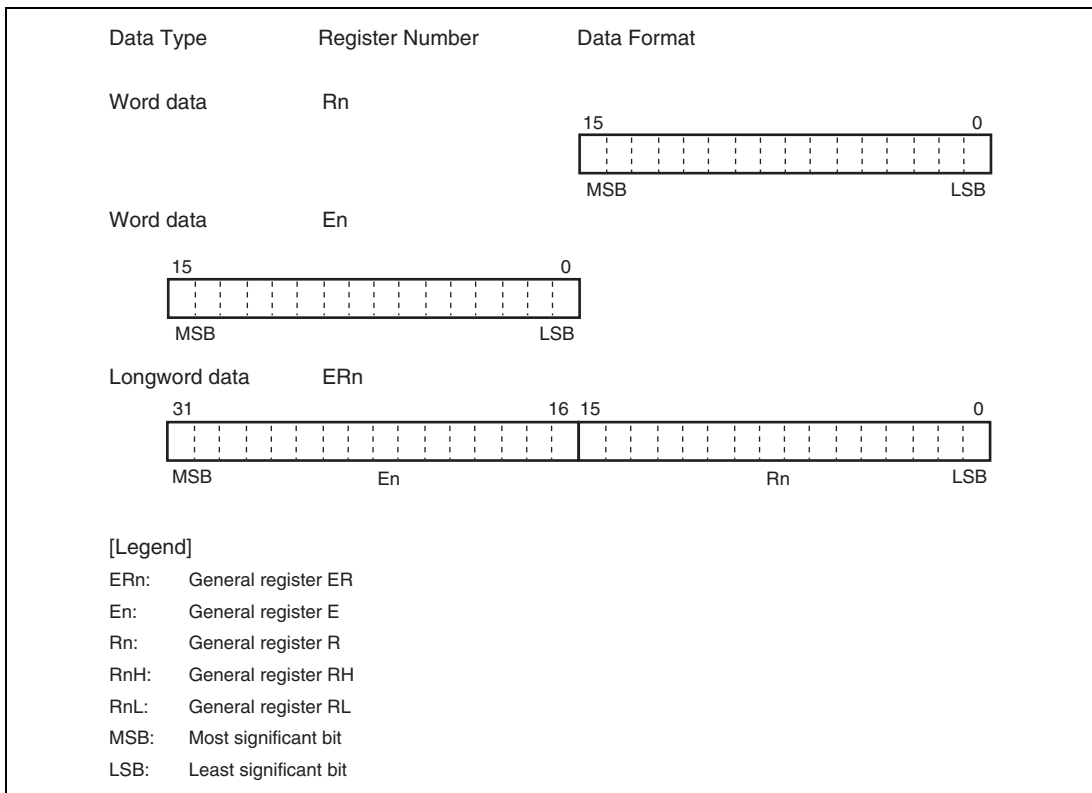 Data Type Register Number Data Format
Word data Rn
15 0
MSB LSB
Word data En
15 0
MSB LSB
Longword data ERn
31 16 15 0
MSB En Rn LSB
[Legend]
ERn: General register ER
En: General register E
Rn: General register R
RnH: General register RH
RnL: General register RL
MSB: Most significant bit
LSB: Least significant bit